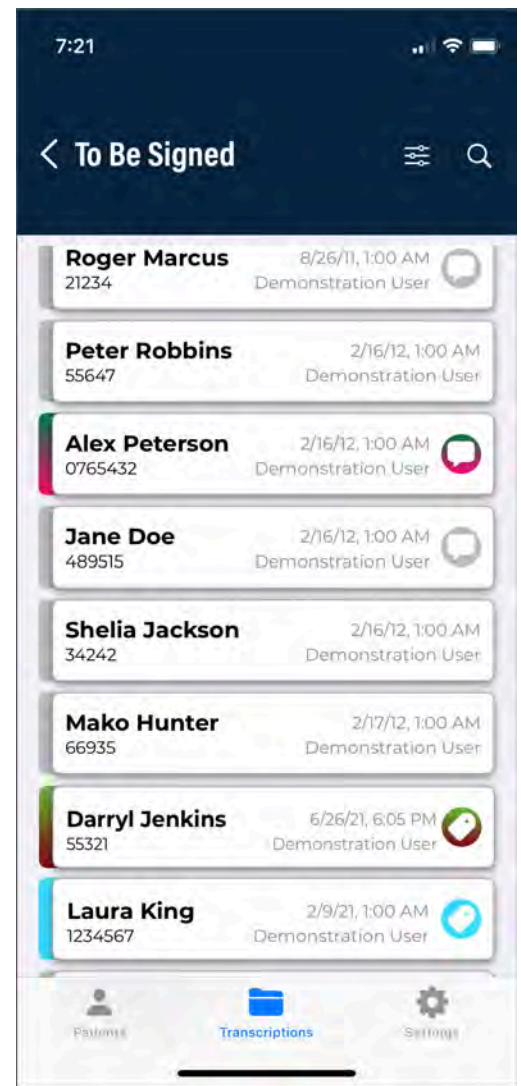 7:21
To Be Signed
Roger Marcus 8/26/11, 1:00 AM
21234 Demonstration User
Peter Robbins 2/16/12, 1:00 AM
55647 Demonstration User
Alex Peterson 2/16/12, 1:00 AM
0765432 Demonstration User
Jane Doe 2/16/12, 1:00 AM
489515 Demonstration User
Shelia Jackson 2/16/12, 1:00 AM
34242 Demonstration User
Mako Hunter 2/17/12, 1:00 AM
66935 Demonstration User
Darryl Jenkins 6/26/21, 6:05 PM
55321 Demonstration User
Laura King 2/9/21, 1:00 AM
1234567 Demonstration User
Patients Transcriptions Settings